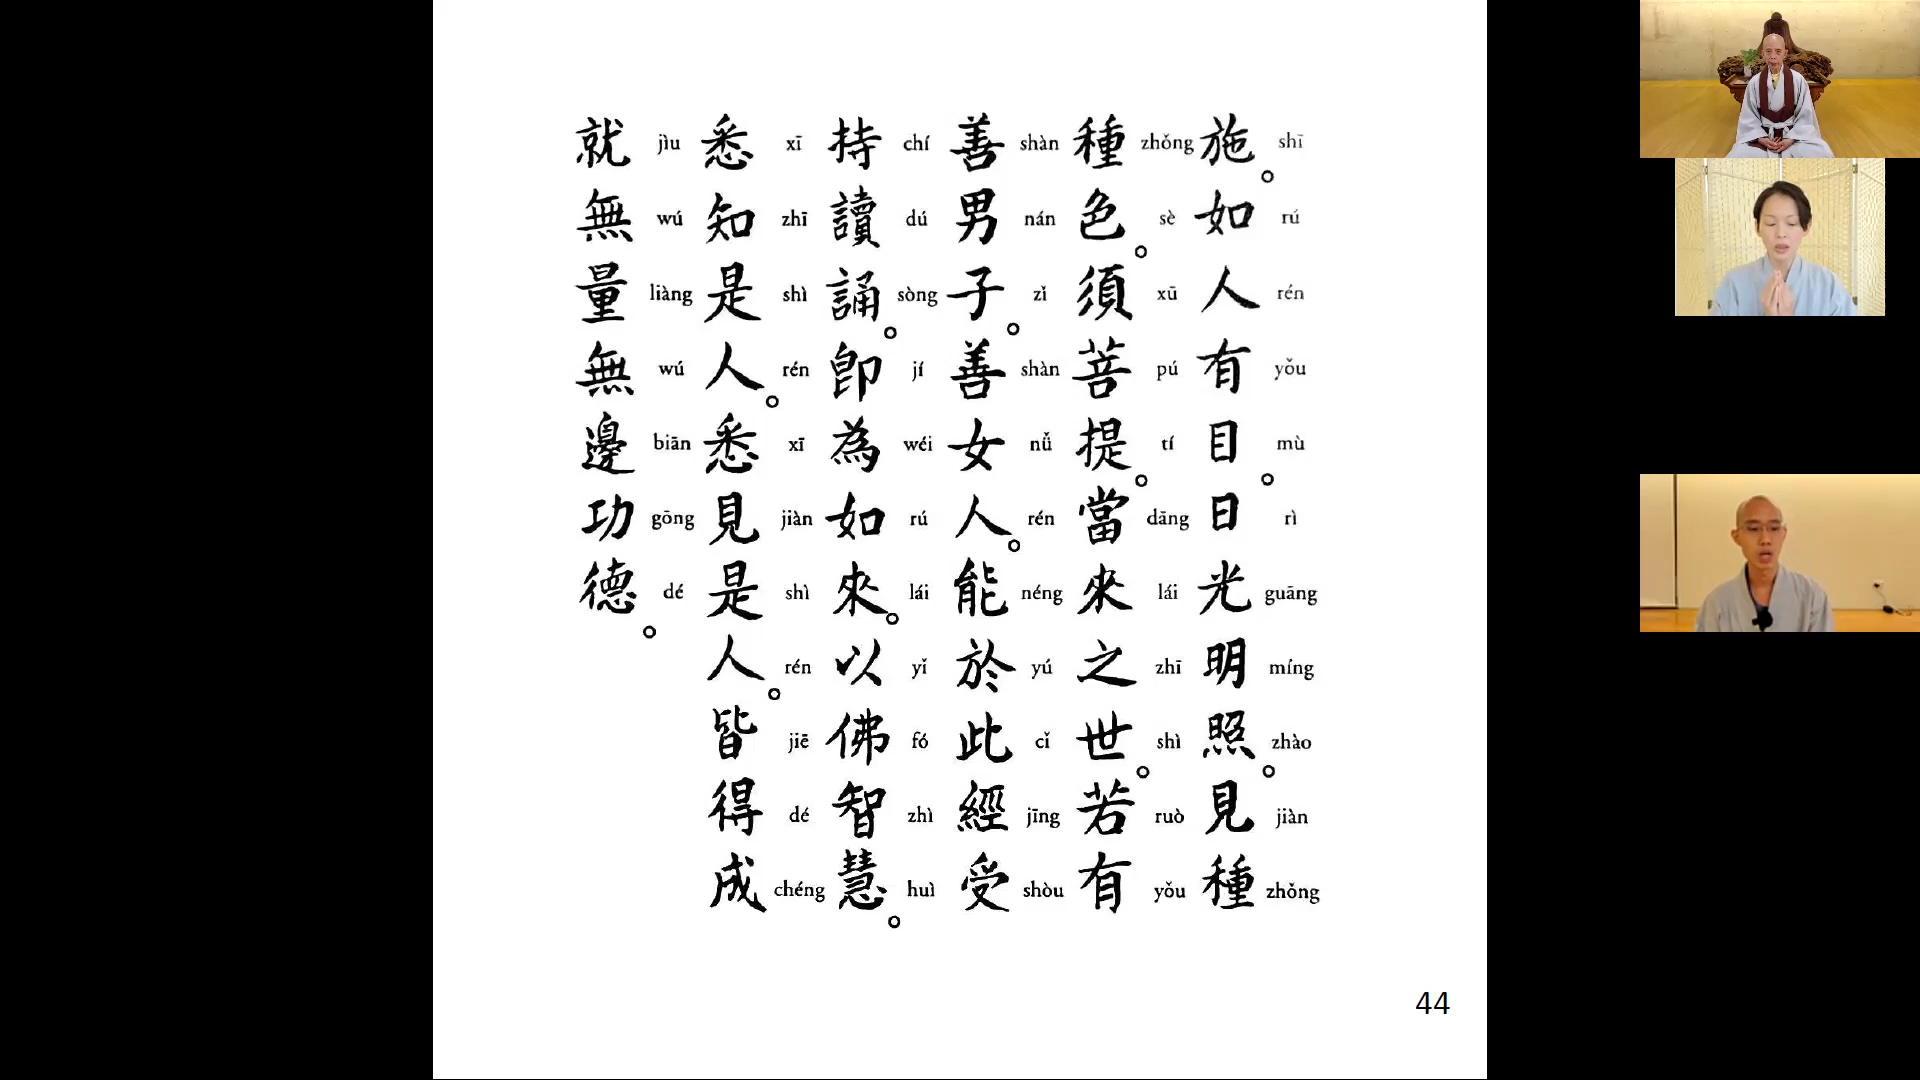 施。如人有目。日光明照。見種
shī rú rén yǒu mù rì guāng míng zhào jiàn zhǒng
種色。須菩提。當來之世。若有
zhǒng sè xū pú tí dāng lái zhī shì ruò yǒu
善男子。善女人。能於此經受
shàn nán zǐ shàn nǚ rén néng yú cǐ jīng shòu
持讀誦。卽為如來。以佛智慧。
chí dú sòng jí wéi rú lái yǐ fó zhì huì
悉知是人。悉見是人。皆得成
xī zhī shì rén xī jiàn shì rén jiē dé chéng
就無量無邊功德。
jìu wú liàng wú biān gōng dé
44